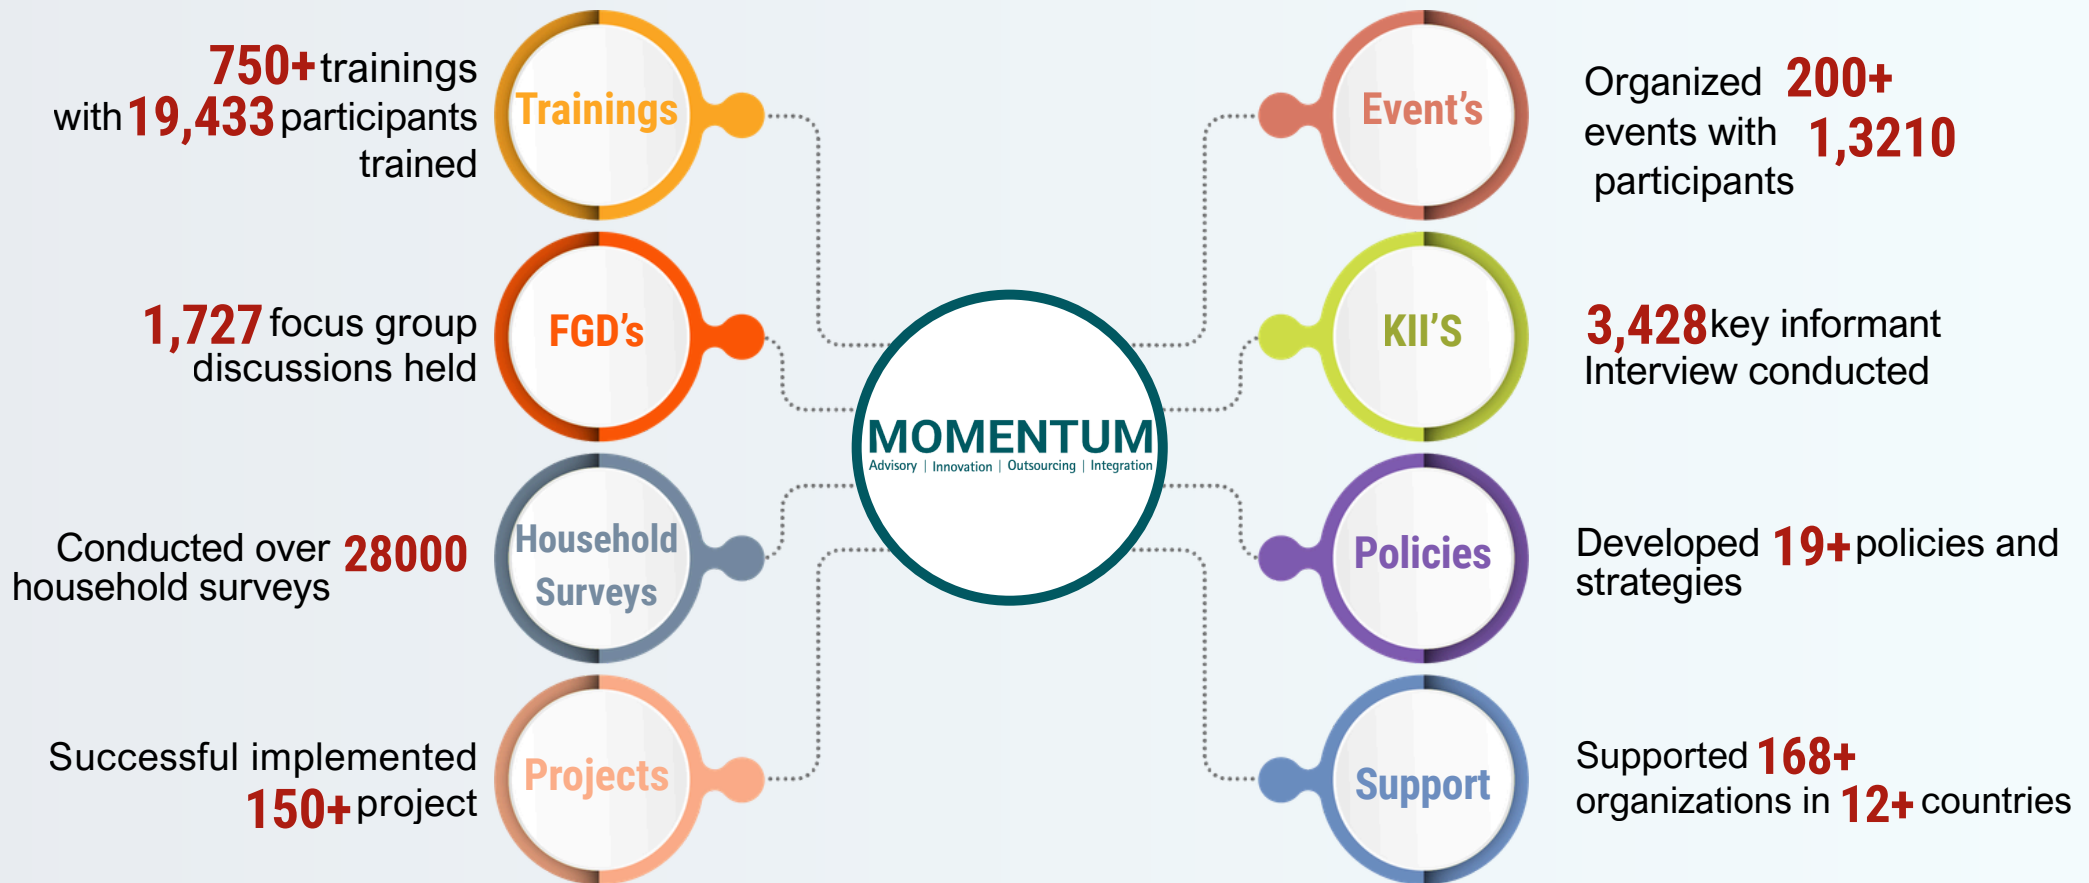 750+ trainings
with 19,433 participants
trained
Trainings
1,727 focus group
discussions held
FGD’s
Conducted over 28000
household surveys
Household
Surveys
Successful implemented
150+ project
Projects
MOMENTUM
Advisory | Innovation | Outsourcing | Integration
Event’s
Organized 200+
events with 1,3210
participants
KII’S
3,428 key informant
Interview conducted
Policies
Developed 19+ policies and
strategies
Support
Supported 168+
organizations in 12+ countries